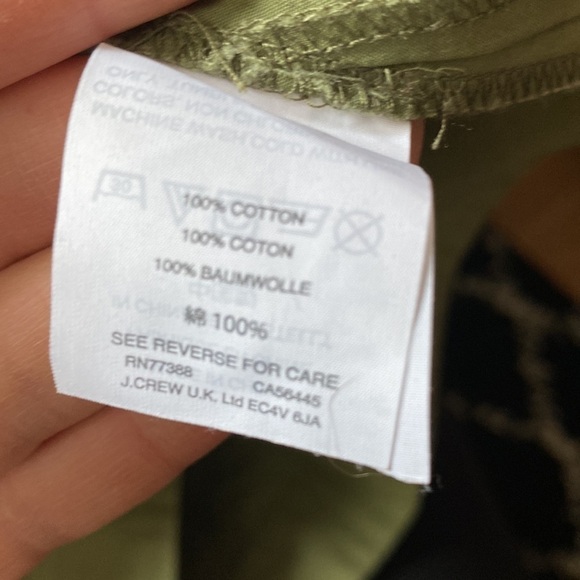 100% COTTON
100% COTON
100% BAUMWOLLE
綿 100%
SEE REVERSE FOR CARE
RN77388 CA56445
J.CREW U.K. Ltd EC4V 6JA